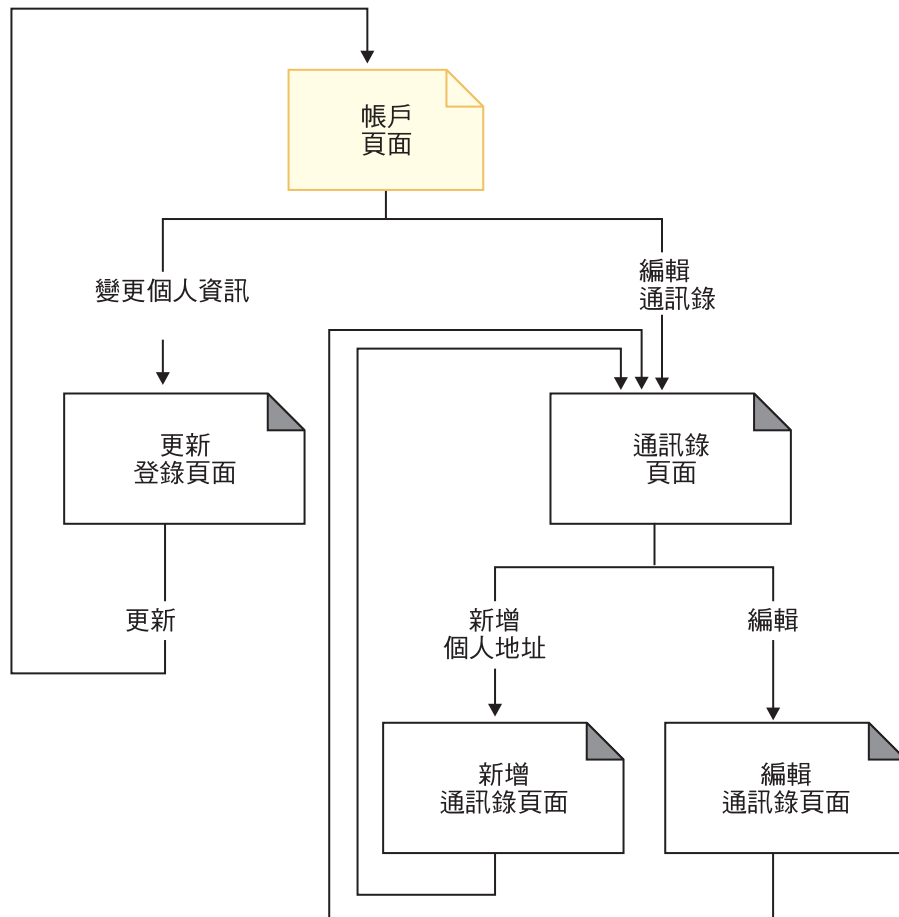 帳戶
頁面
變更個人資訊
編輯
通訊錄
更新
登錄頁面
通訊錄
頁面
更新
新增
個人地址
編輯
新增
通訊錄頁面
編輯
通訊錄頁面